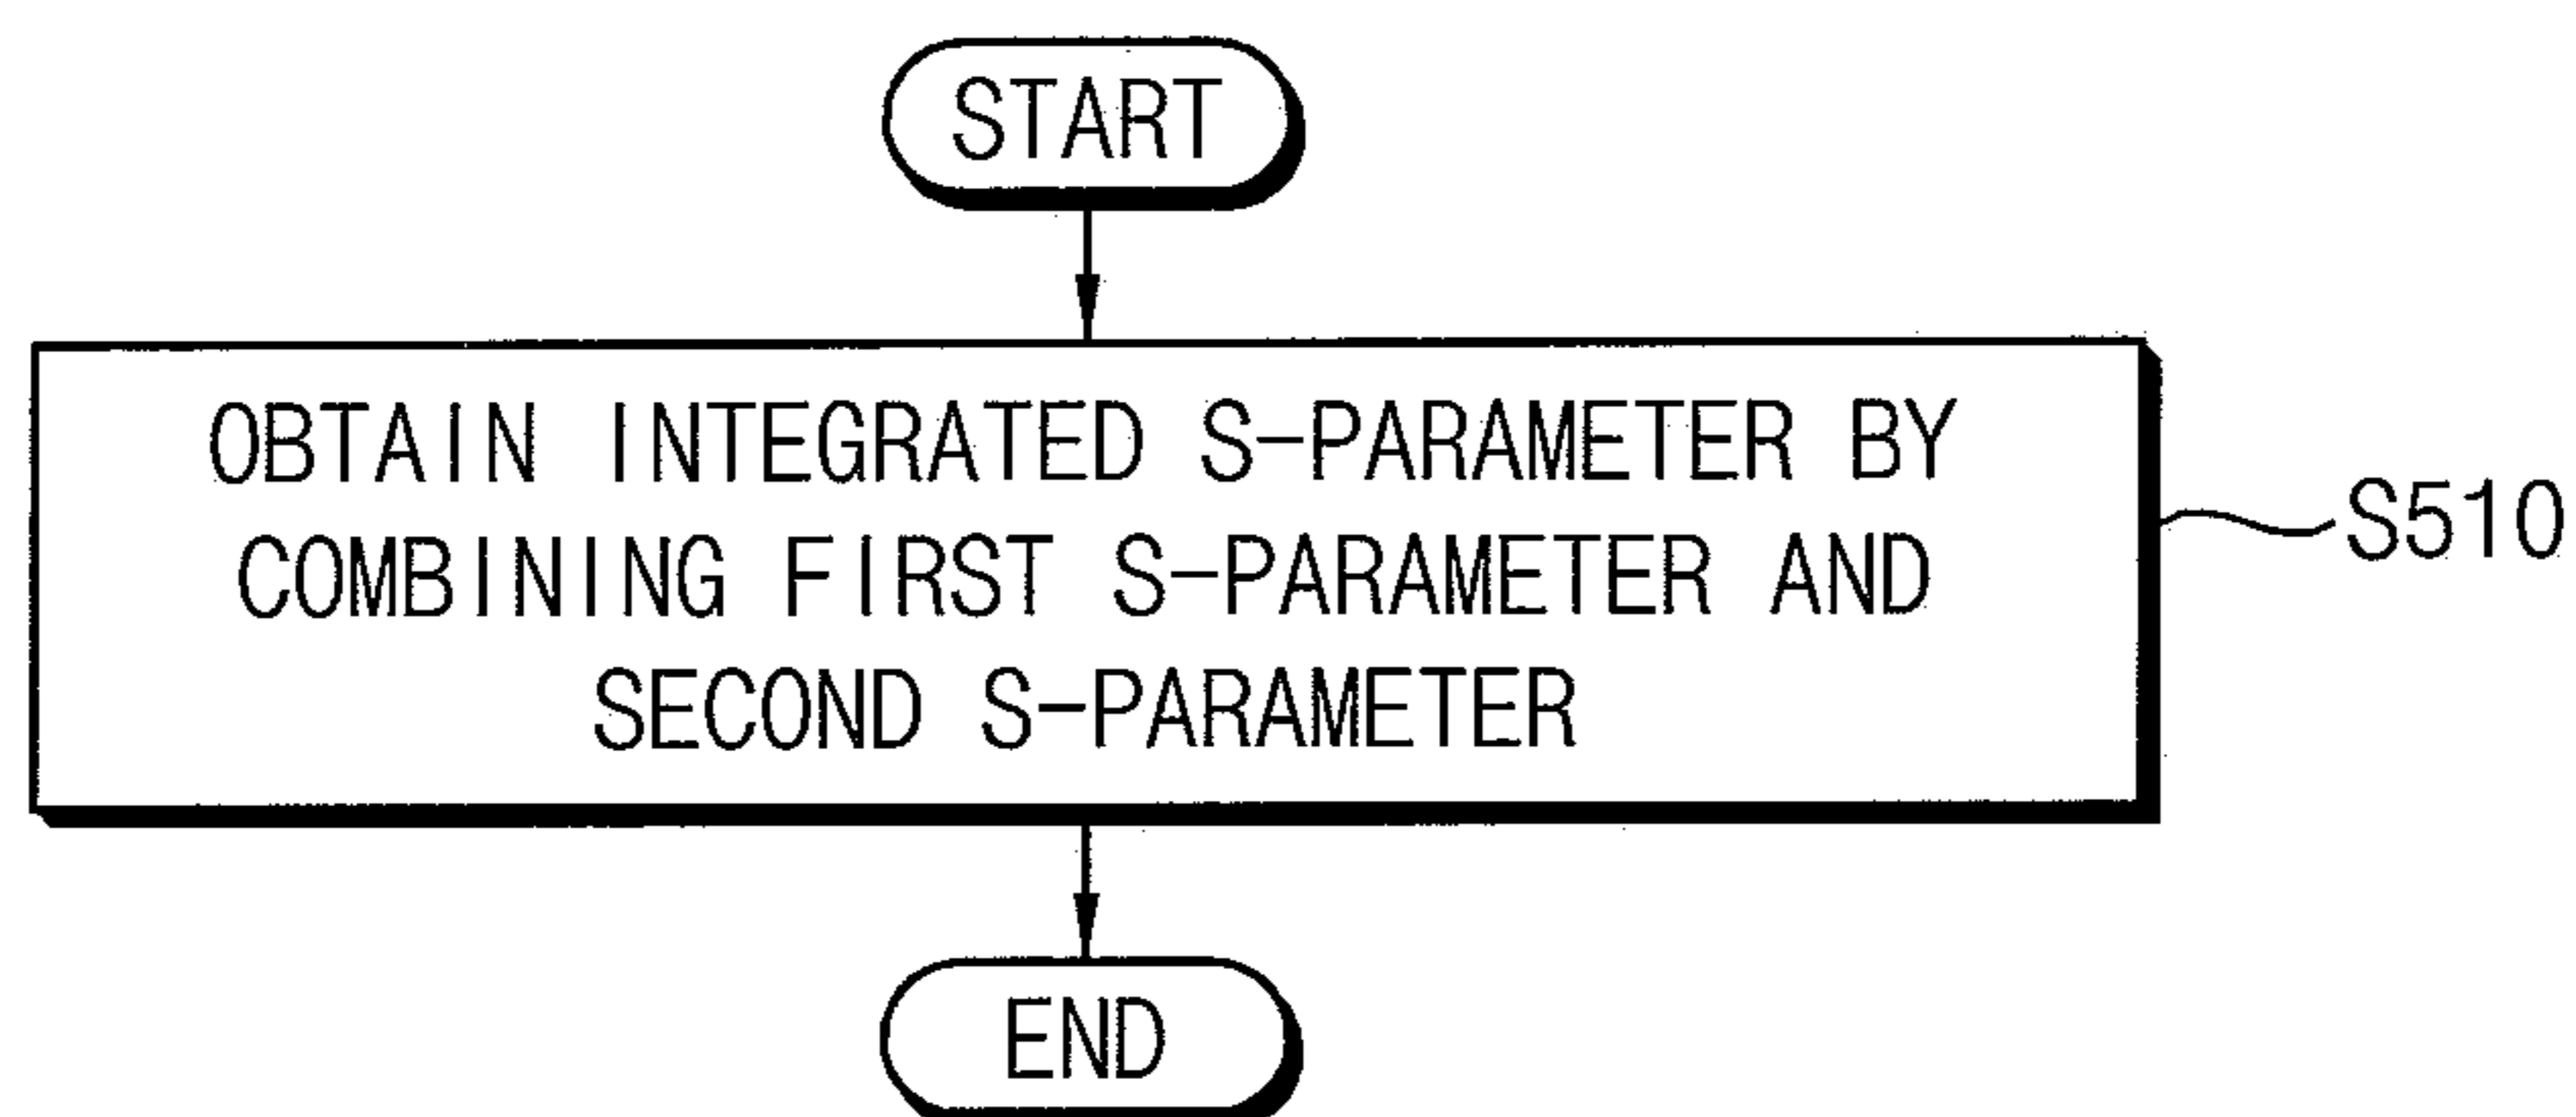 START
OBTAIN INTEGRATED S-PARAMETER BY
COMBINING FIRST S-PARAMETER AND
SECOND S-PARAMETER
S510
END